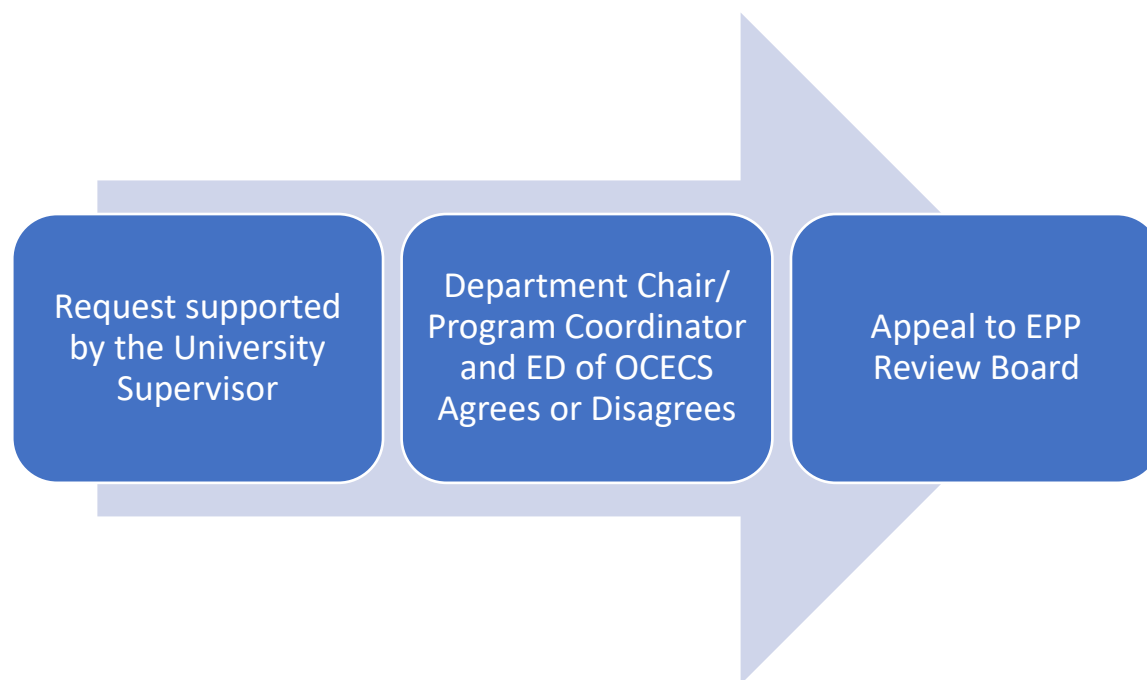 Request supported
by the University
Supervisor
Department Chair/
Program Coordinator
and ED of OCECS
Agrees or Disagrees
Appeal to EPP
Review Board